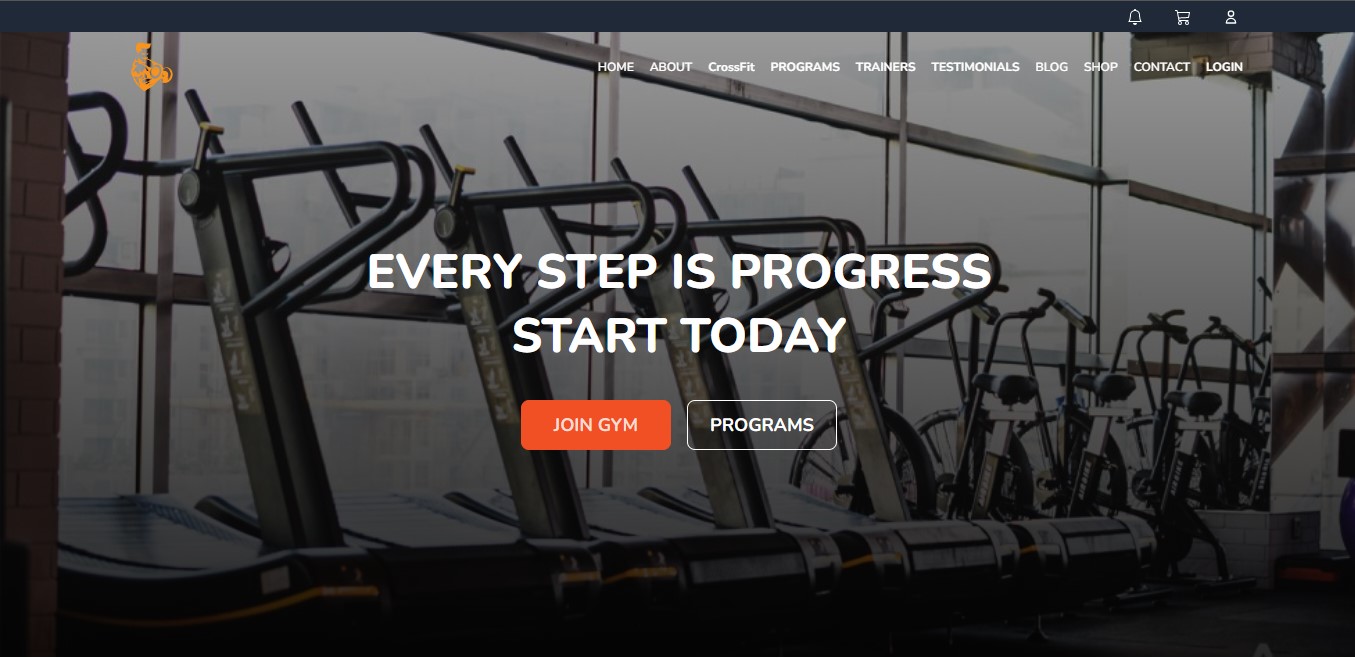 HOME ABOUT CrossFit PROGRAMS TRAINERS TESTIMONIALS BLOG SHOP CONTACT LOGIN
EVERY STEP IS PROGRESS
START TODAY
JOIN GYM PROGRAMS